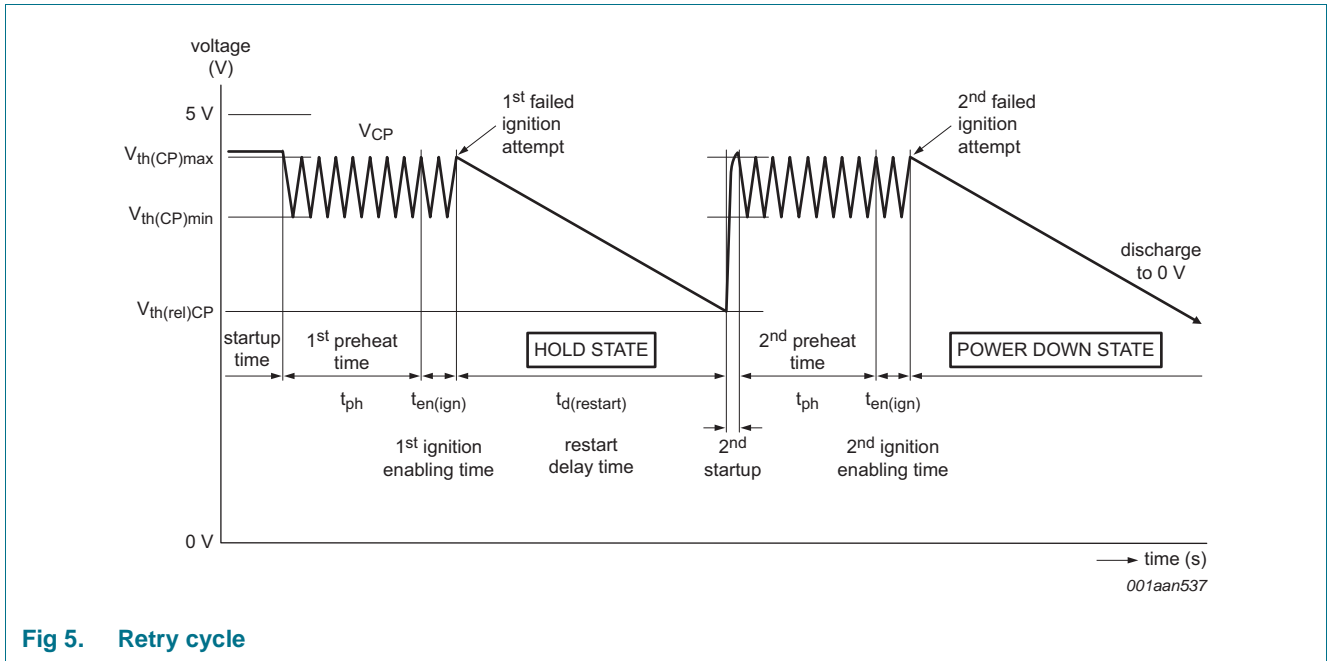 voltage
(V)
5 V
V_CP
1st failed
ignition
attempt
2nd failed
ignition
attempt
Vth(CP)max
Vth(CP)min
discharge
to 0 V
Vth(rel)CP
startup
time
1st preheat
time
HOLD STATE
2nd preheat
time
POWER DOWN STATE
tph
ten(ign)
td(restart)
tph
ten(ign)
1st ignition
enabling time
restart
delay time
2nd
startup
2nd ignition
enabling time
0 V
time (s)
001aan537
Fig 5. Retry cycle